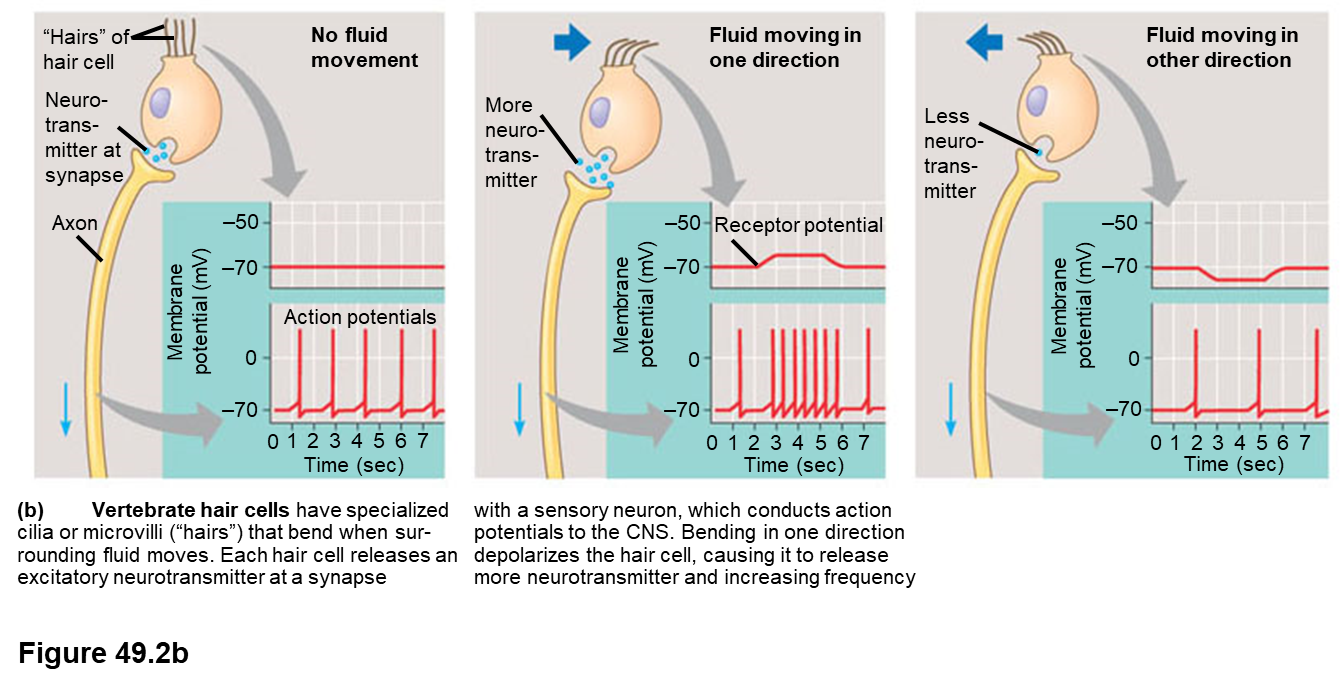 “Hairs” of
hair cell
No fluid
movement
Neuro-
trans-
mitter at
synapse
Axon
Membrane
potential (mV)
–50
–70
Action potentials
0
–70
0 1 2 3 4 5 6 7
Time (sec)
Fluid moving in
one direction
More
neuro-
trans-
mitter
Membrane
potential (mV)
–50
Receptor potential
–70
0
–70
0 1 2 3 4 5 6 7
Time (sec)
Fluid moving in
other direction
Less
neuro-
trans-
mitter
Membrane
potential (mV)
–50
–70
0
–70
0 1 2 3 4 5 6 7
Time (sec)
(b) Vertebrate hair cells have specialized
cilia or microvilli (“hairs”) that bend when sur-
rounding fluid moves. Each hair cell releases an
excitatory neurotransmitter at a synapse
with a sensory neuron, which conducts action
potentials to the CNS. Bending in one direction
depolarizes the hair cell, causing it to release
more neurotransmitter and increasing frequency
Figure 49.2b